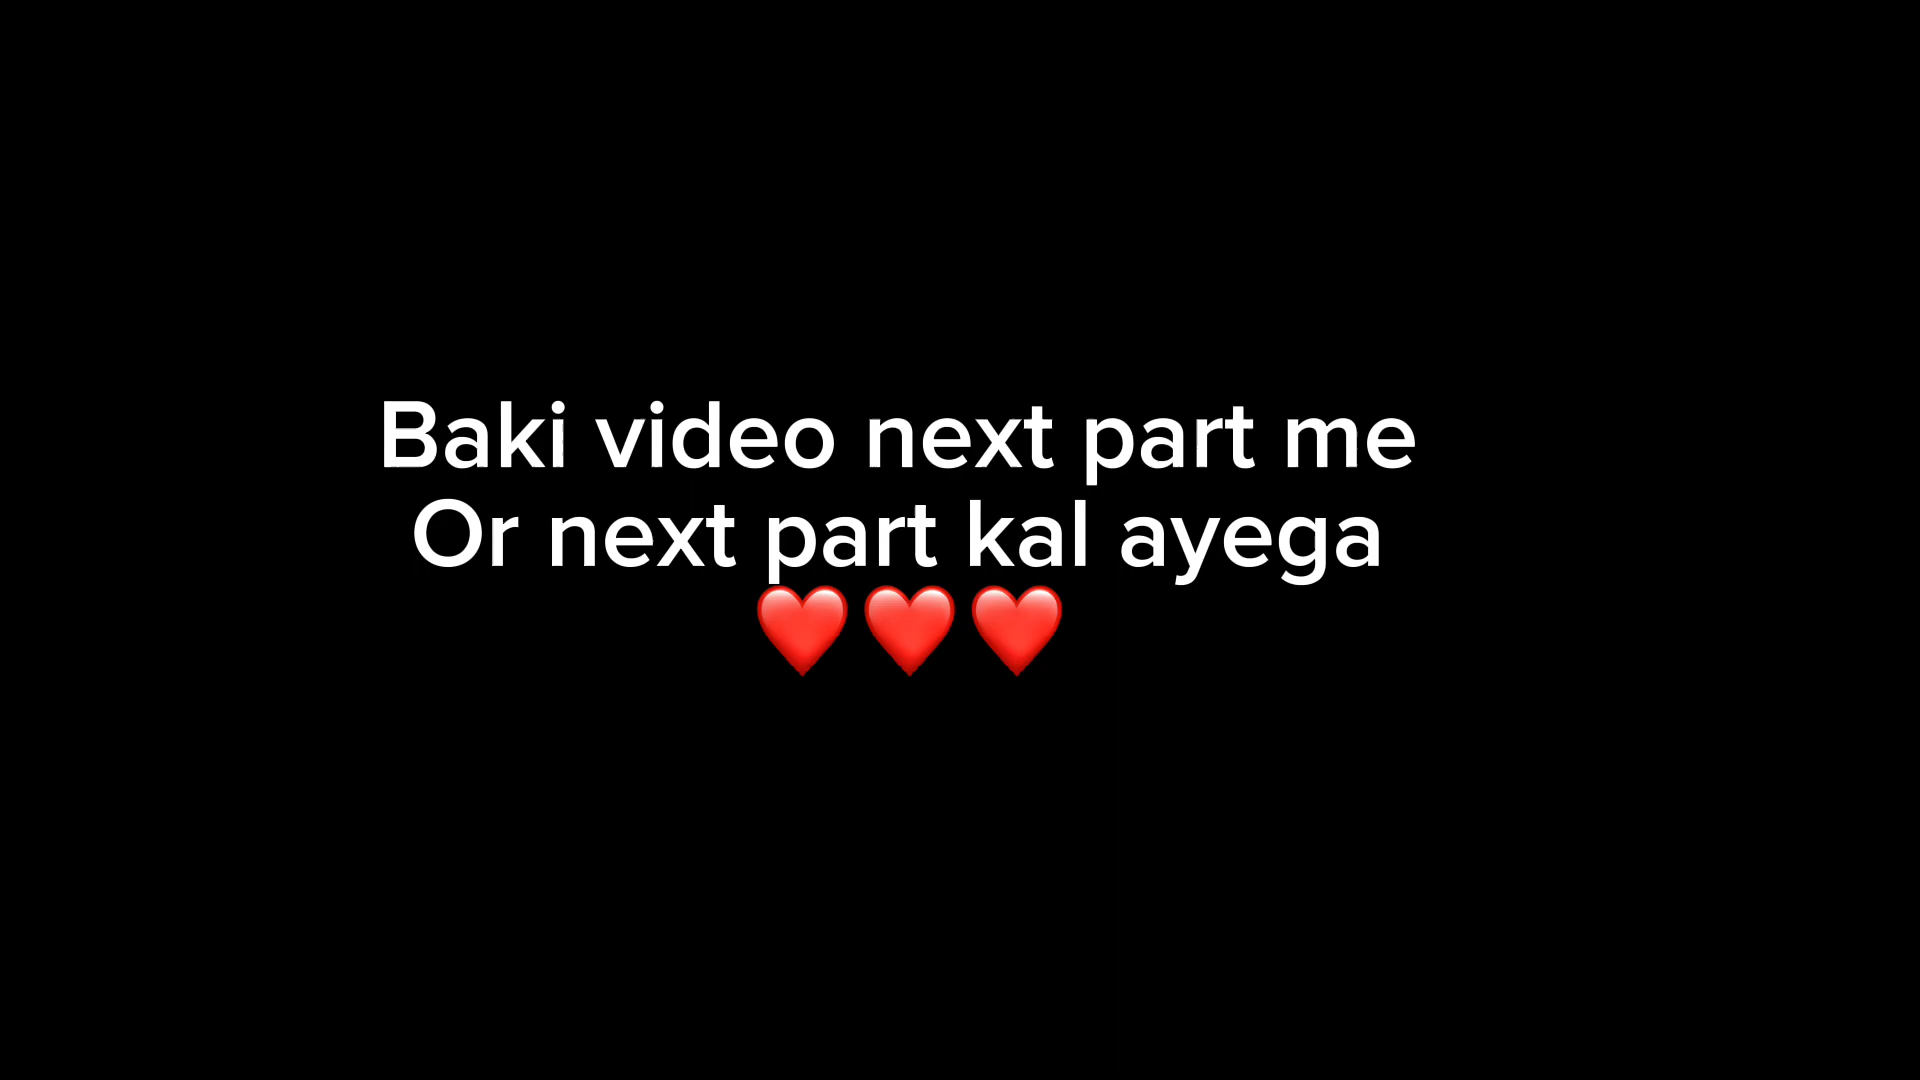 Baki video next part me
Or next part kal ayega
❤️❤️❤️